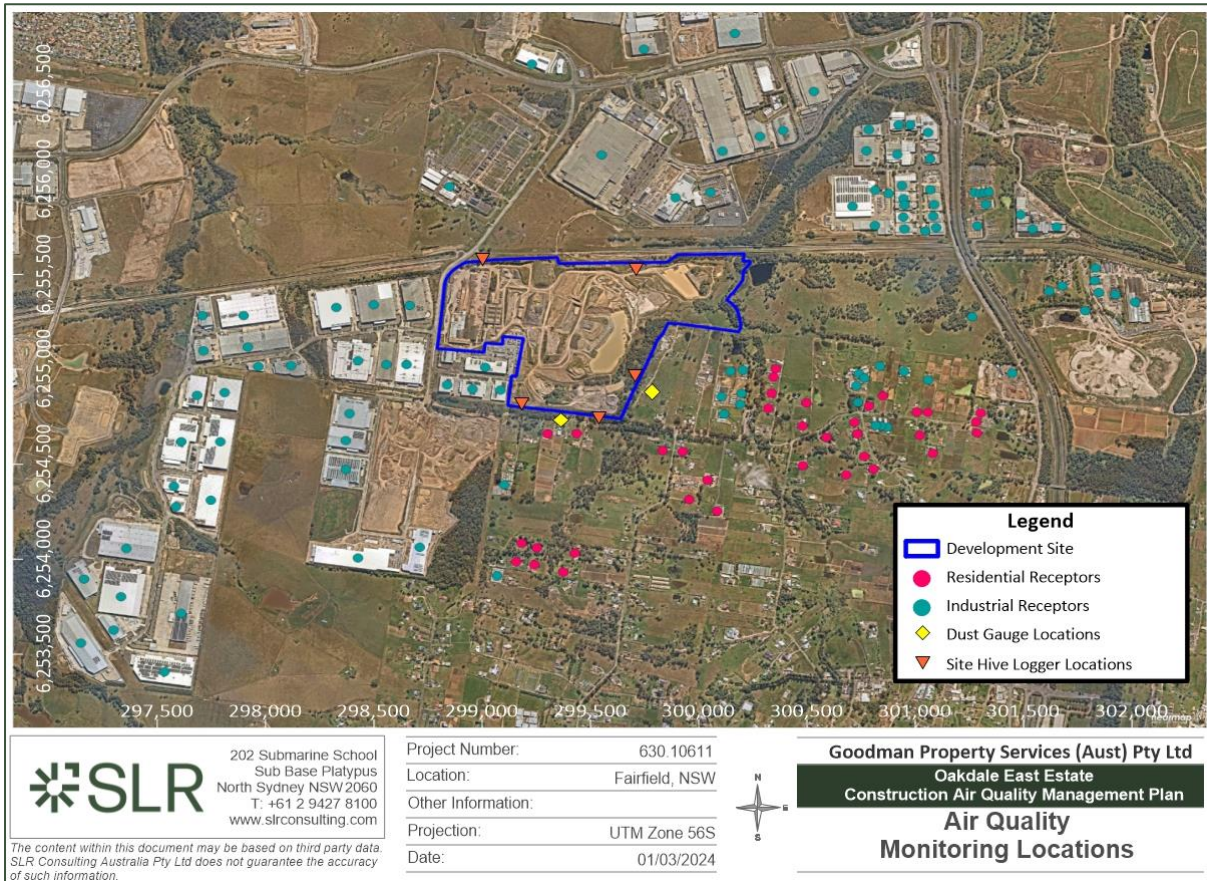 6,256,500
6,256,000
6,255,500
6,255,000
6,254,500
6,254,000
6,253,500
297,500
298,000
298,500
299,000
299,500
300,000
300,500
301,000
301,500
302,000
nearmap
Legend
Development Site
Residential Receptors
Industrial Receptors
Dust Gauge Locations
Site Hive Logger Locations
SLR
202 Submarine School
Sub Base Platypus
North Sydney NSW 2060
T: +61 2 9427 8100
www.slrconsulting.com
The content within this document may be based on third party data.
SLR Consulting Australia Pty Ltd does not guarantee the accuracy
of such information.
Project Number: 630.10611
Location: Fairfield, NSW
Other Information:
Projection: UTM Zone 56S
Date: 01/03/2024
N
E
S
W
Goodman Property Services (Aust) Pty Ltd
Oakdale East Estate
Construction Air Quality Management Plan
Air Quality
Monitoring Locations